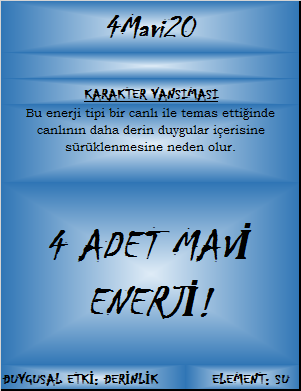 4Mavi20
KARAKTER YANSIMASI
Bu enerji tipi bir canlı ile temas ettiğinde
canlının daha derin duygular içerisine
sürüklenmesine neden olur.
4 ADET MAVİ
ENERJİ!
DUYGUSAL ETKİ: DERİNLİK ELEMENT: SU